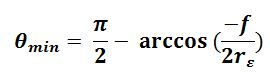 θ_min = π/2 − arccos (−f/2r_ε)